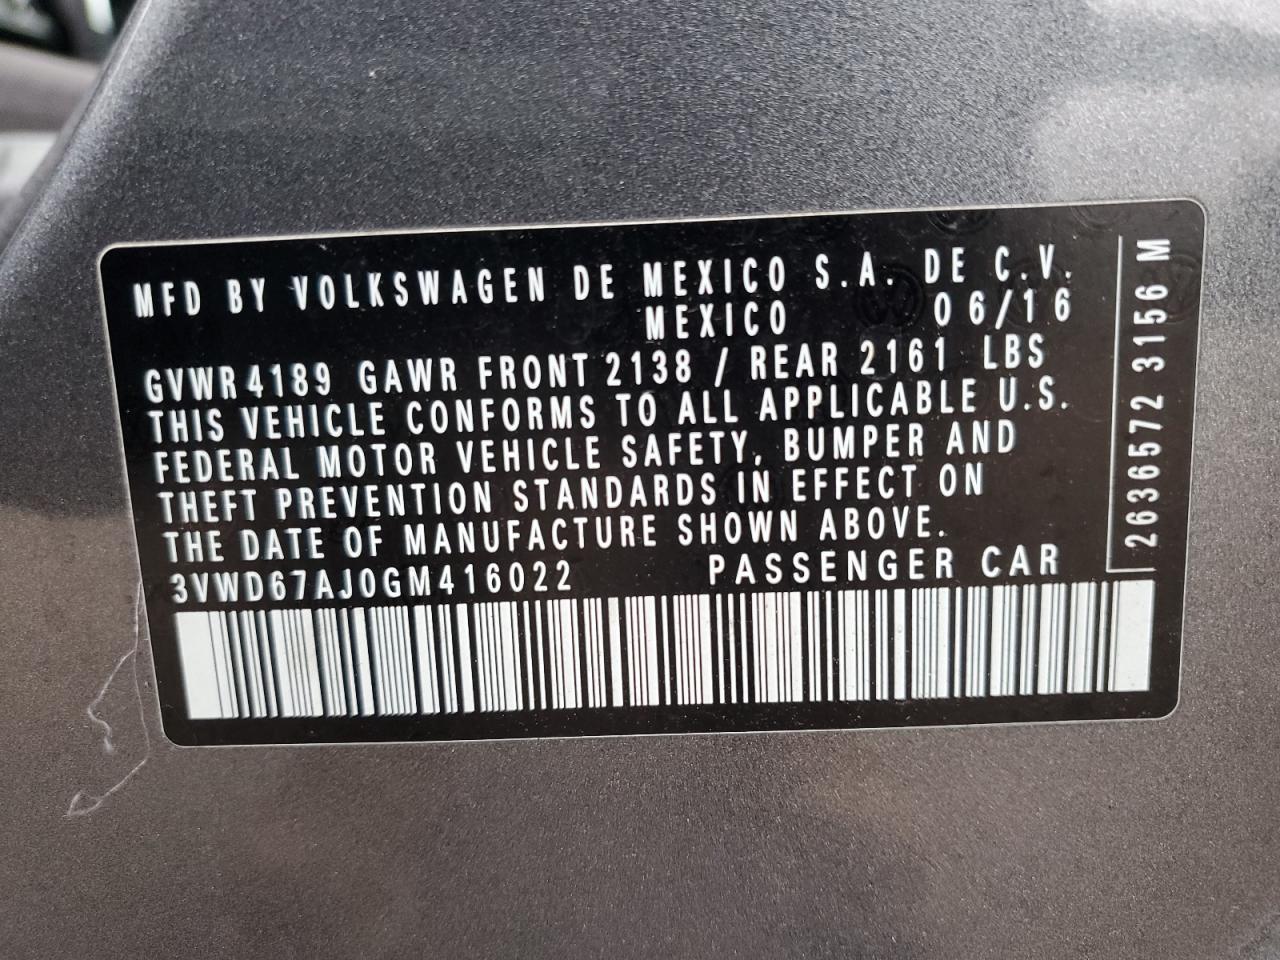 MFD BY VOLKSWAGEN DE MEXICO S.A. DE C.V.
MEXICO 06/16
GVWR 4189 GAWR FRONT 2138 / REAR 2161 LBS
THIS VEHICLE CONFORMS TO ALL APPLICABLE U.S.
FEDERAL MOTOR VEHICLE SAFETY, BUMPER AND
THEFT PREVENTION STANDARDS IN EFFECT ON
THE DATE OF MANUFACTURE SHOWN ABOVE.
3VWD67AJ0GM416022 PASSENGER CAR
2636572 3156 M